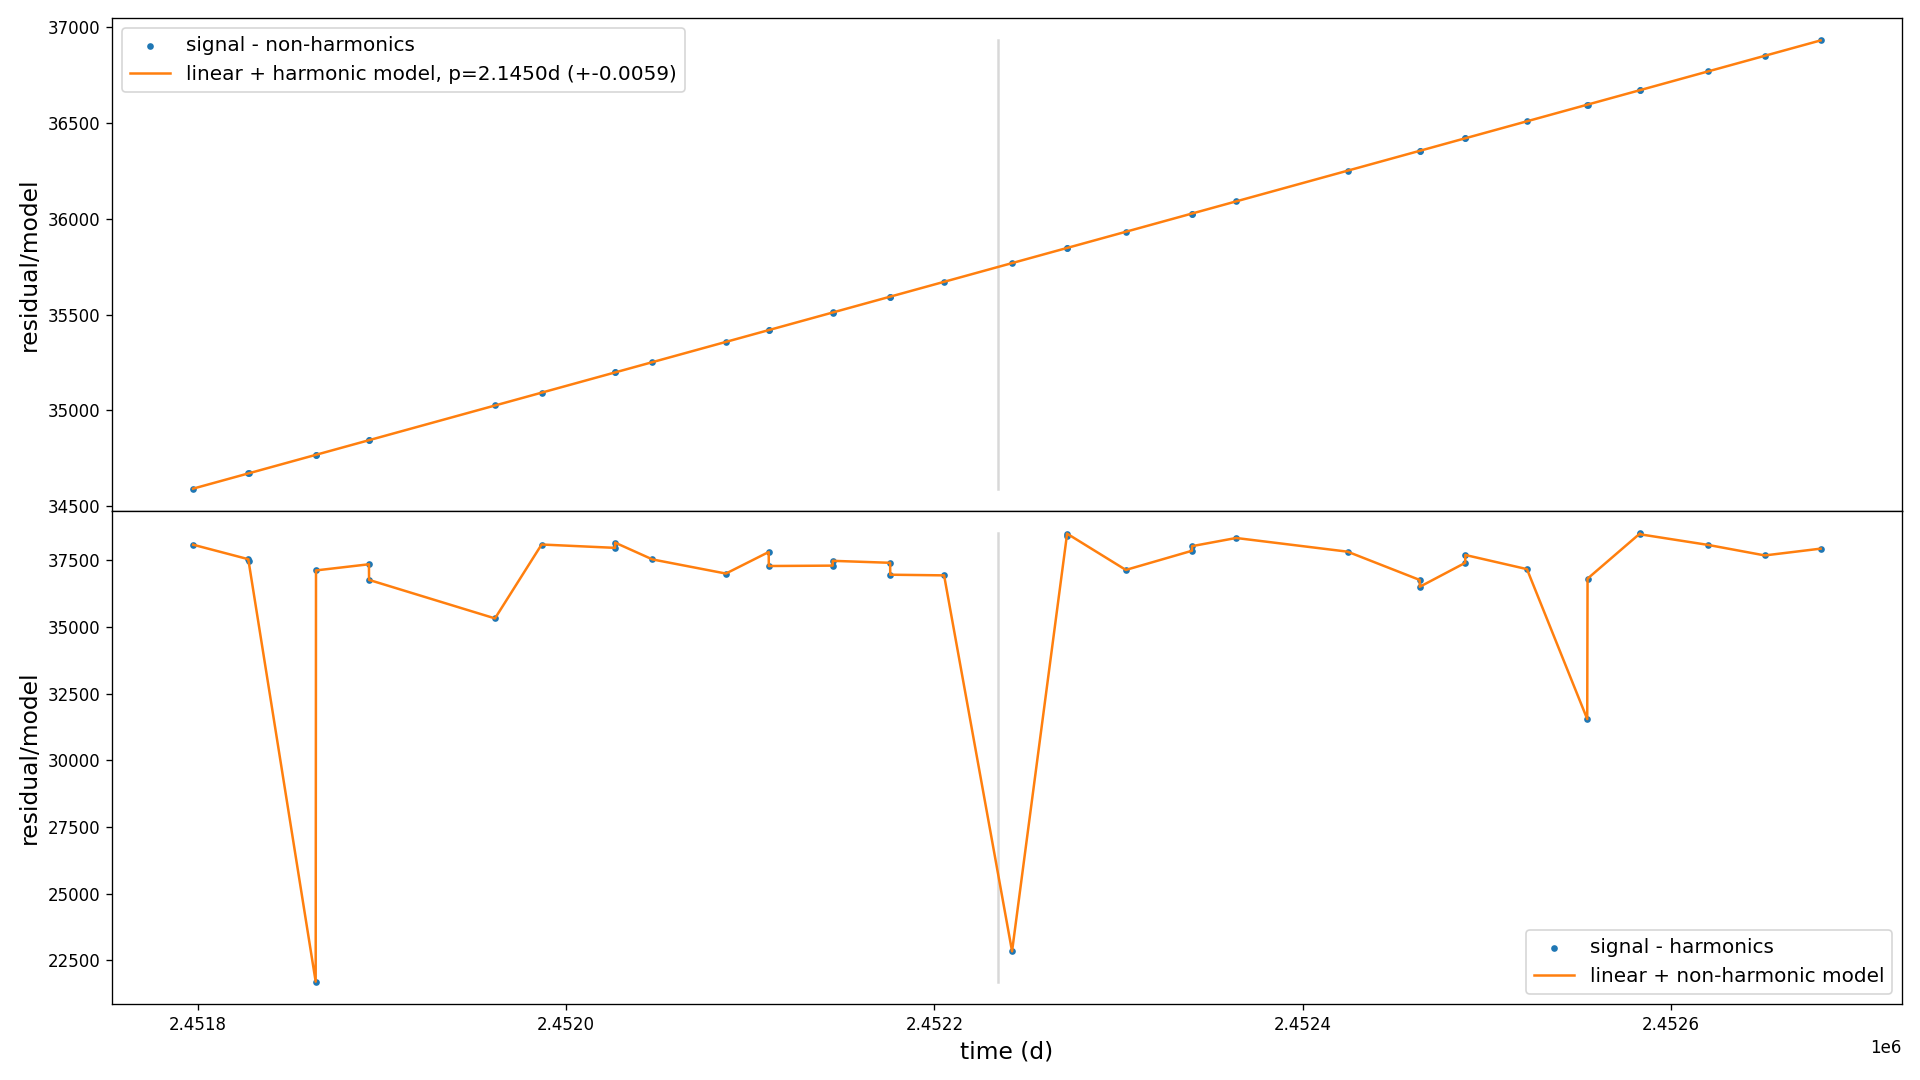 37000
36500
36000
35500
35000
34500
residual/model
signal - non-harmonics
linear + harmonic model, p=2.1450d (+-0.0059)
37500
35000
32500
30000
27500
25000
22500
residual/model
signal - harmonics
linear + non-harmonic model
2.4518 2.4520 2.4522 2.4524 2.4526
1e6
time (d)